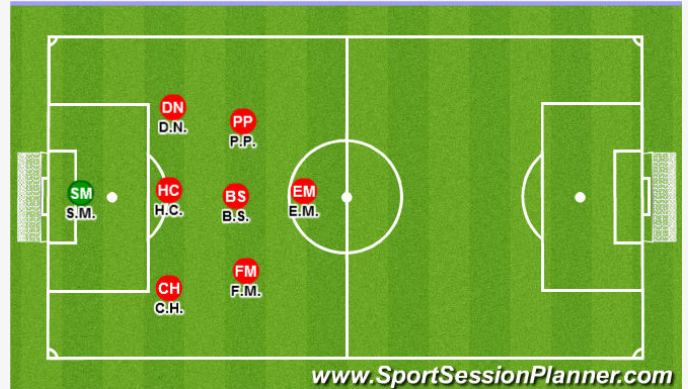 DN
D.N.
PP
P.P.
SM
S.M.
HC
H.C.
BS
B.S.
EM
E.M.
CH
C.H.
FM
F.M.
www.SportSessionPlanner.com